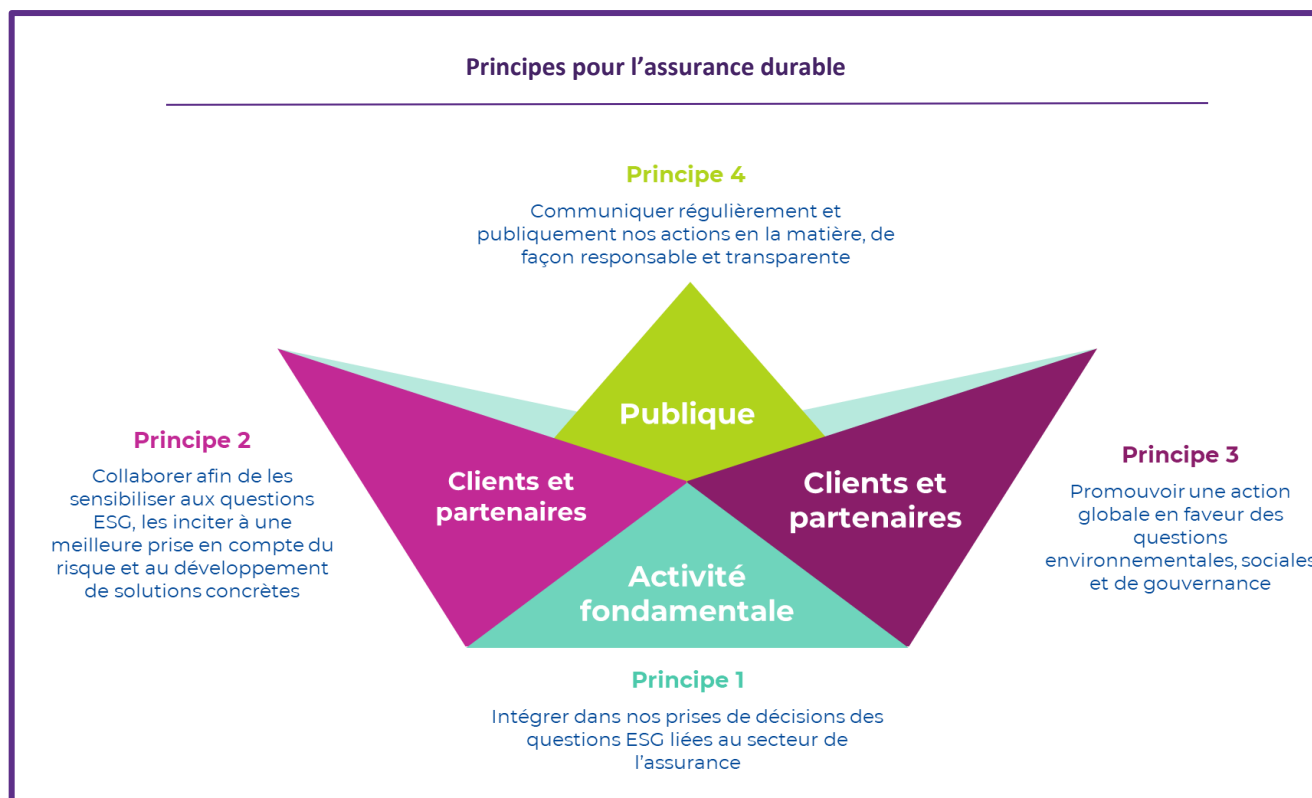 Principes pour l’assurance durable
Principe 4
Communiquer régulièrement et
publiquement nos actions en la matière, de
façon responsable et transparente
Publique
Principe 2
Collaborer afin de les
sensibiliser aux questions
ESG, les inciter à une
meilleure prise en compte du
risque et au développement
de solutions concrètes
Clients et
partenaires
Clients et
partenaires
Principe 3
Promouvoir une action
globale en faveur des
questions
environnementales, sociales
et de gouvernance
Activité
fondamentale
Principe 1
Intégrer dans nos prises de décisions des
questions ESG liées au secteur de
l’assurance